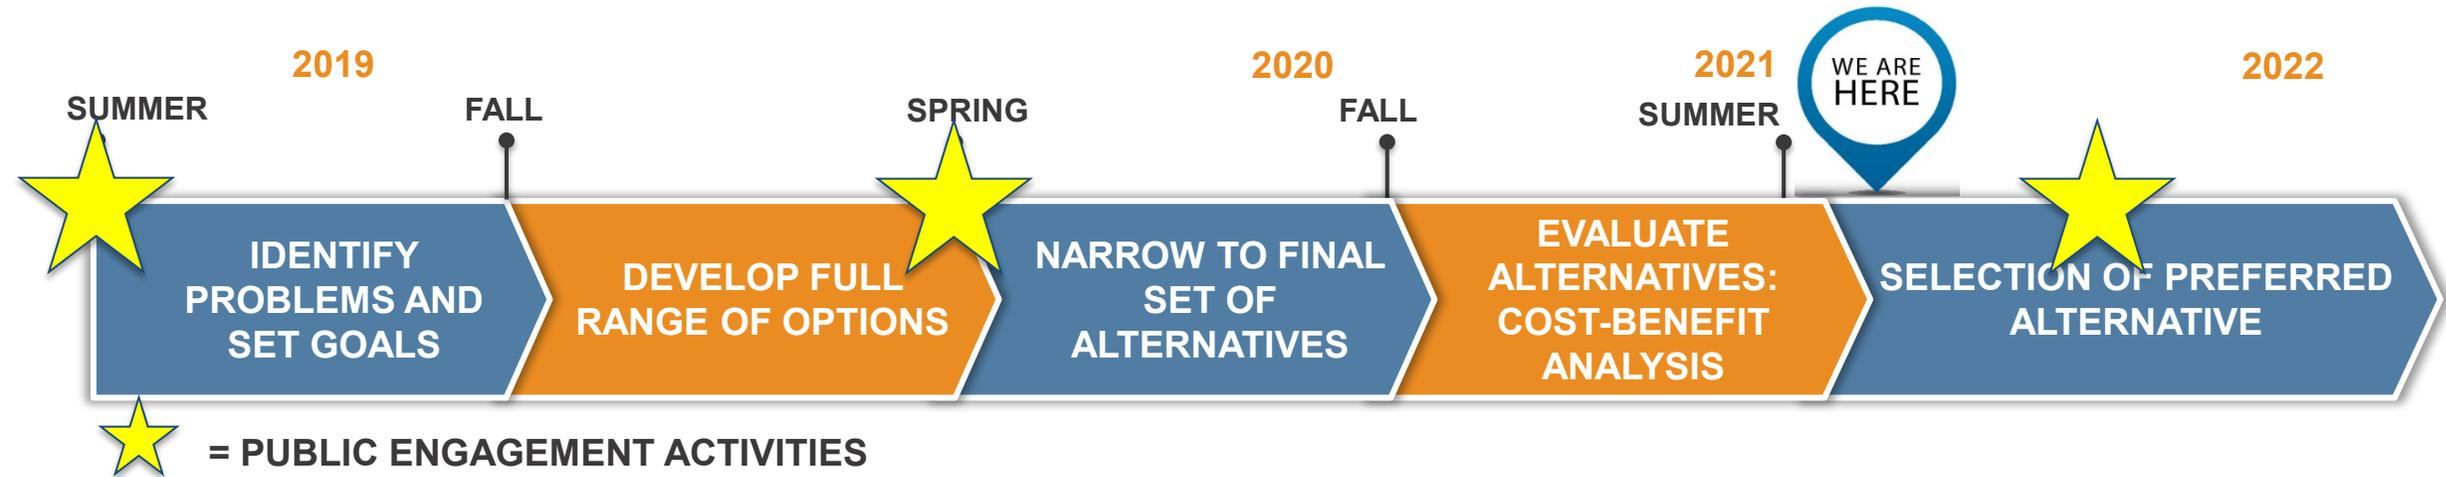 2019
2020
2021
2022
SUMMER
FALL
SPRING
FALL
SUMMER
WE ARE
HERE
IDENTIFY
PROBLEMS AND
SET GOALS
DEVELOP FULL
RANGE OF OPTIONS
NARROW TO FINAL
SET OF
ALTERNATIVES
EVALUATE
ALTERNATIVES:
COST-BENEFIT
ANALYSIS
SELECTION OF PREFERRED
ALTERNATIVE
= PUBLIC ENGAGEMENT ACTIVITIES